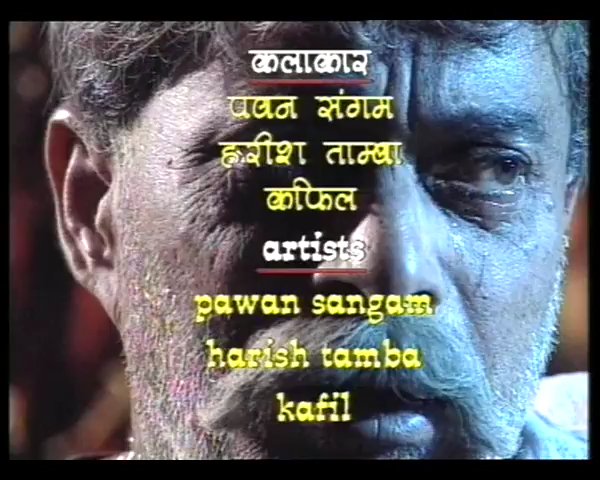 कलाकार
पवन संगम
हरीश ताम्बा
कफिल
artists
pawan sangam
harish tamba
kafil